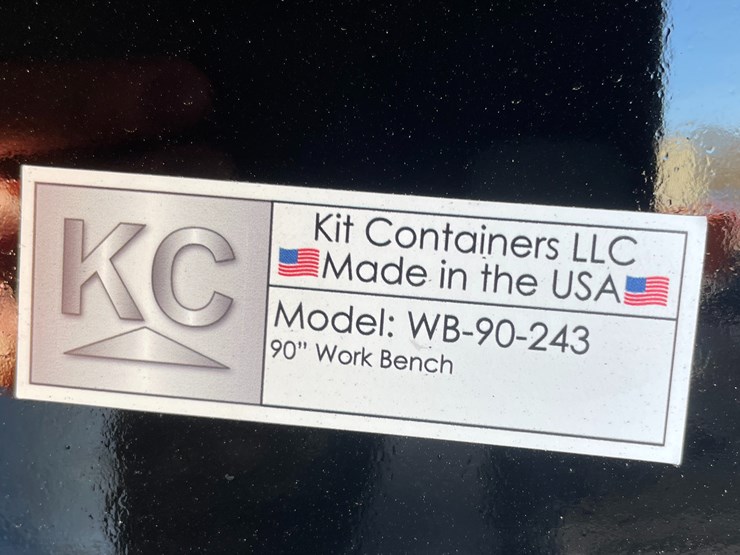 KC
Kit Containers LLC
Made in the USA
Model: WB-90-243
90" Work Bench